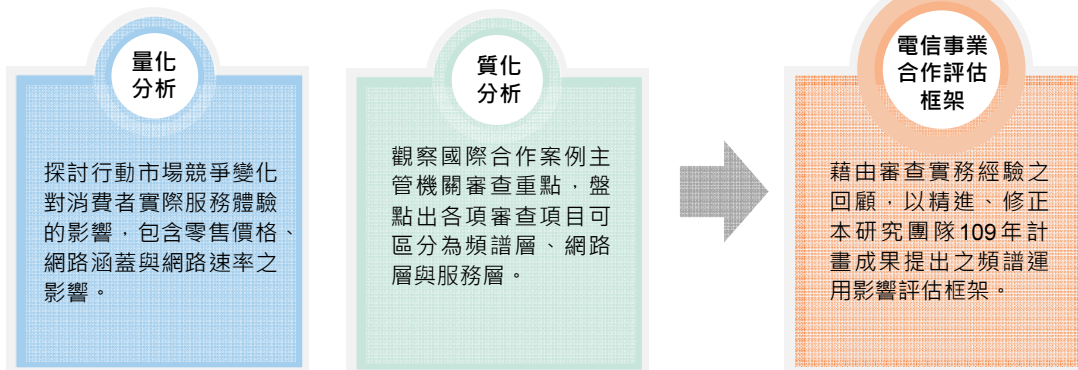 量化
分析
探討行動市場競爭變化
對消費者實際服務體驗
的影響，包含零售價格、
網路涵蓋與網路速率之
影響。
質化
分析
觀察國際合作案例主
管機關審查重點，盤
點出各項審查項目可
區分為頻譜層、網路
層與服務層。
電信事業
合作評估
框架
藉由審查實務經驗之
回顧，以精進、修正
本研究團隊109年計
畫成果提出之頻譜運
用影響評估框架。